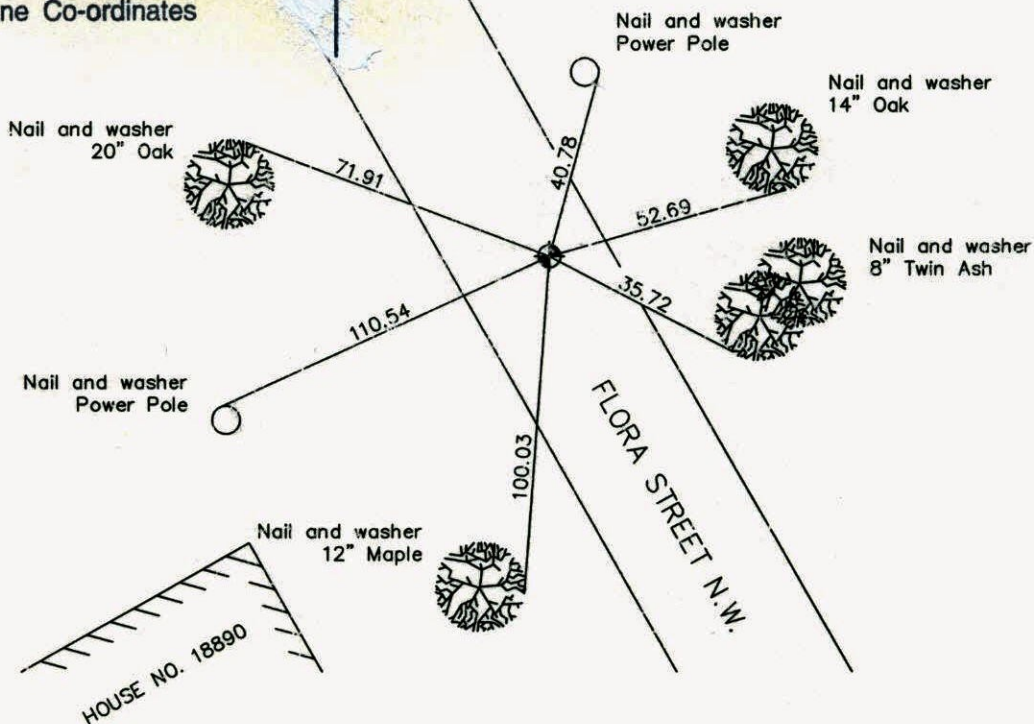 ne Co-ordinates
Nail and washer
Power Pole
Nail and washer
14" Oak
Nail and washer
20" Oak
71.91
40.78
52.69
Nail and washer
8" Twin Ash
35.72
110.54
Nail and washer
Power Pole
FLORA STREET N.W.
100.03
Nail and washer
12" Maple
HOUSE NO. 18890